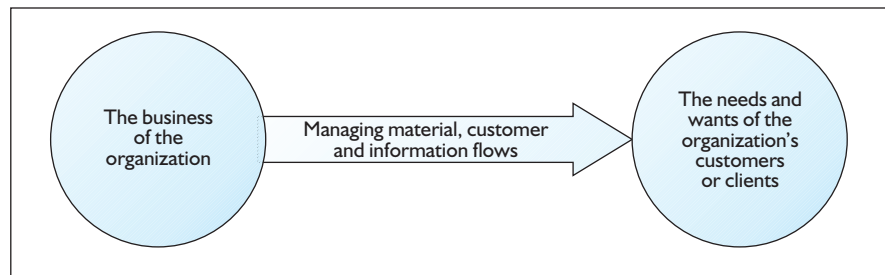 The business
of the
organization
Managing material, customer
and information flows
The needs and
wants of the
organization's
customers
or clients